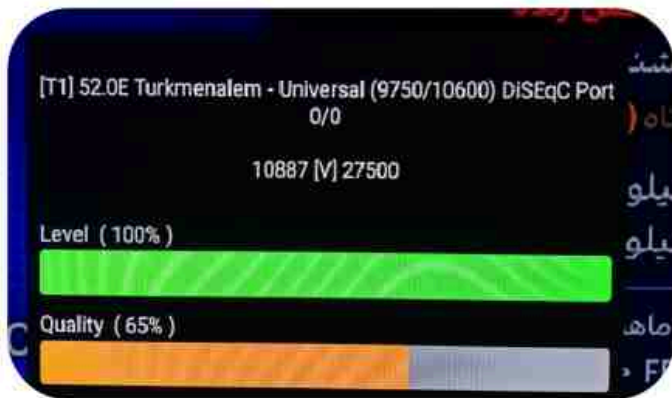 [T1] 52.0E Turkmenalem - Universal (9750/10600) DiSEqC Port
0/0
10887 [V] 27500
Level ( 100% )
Quality ( 65% )